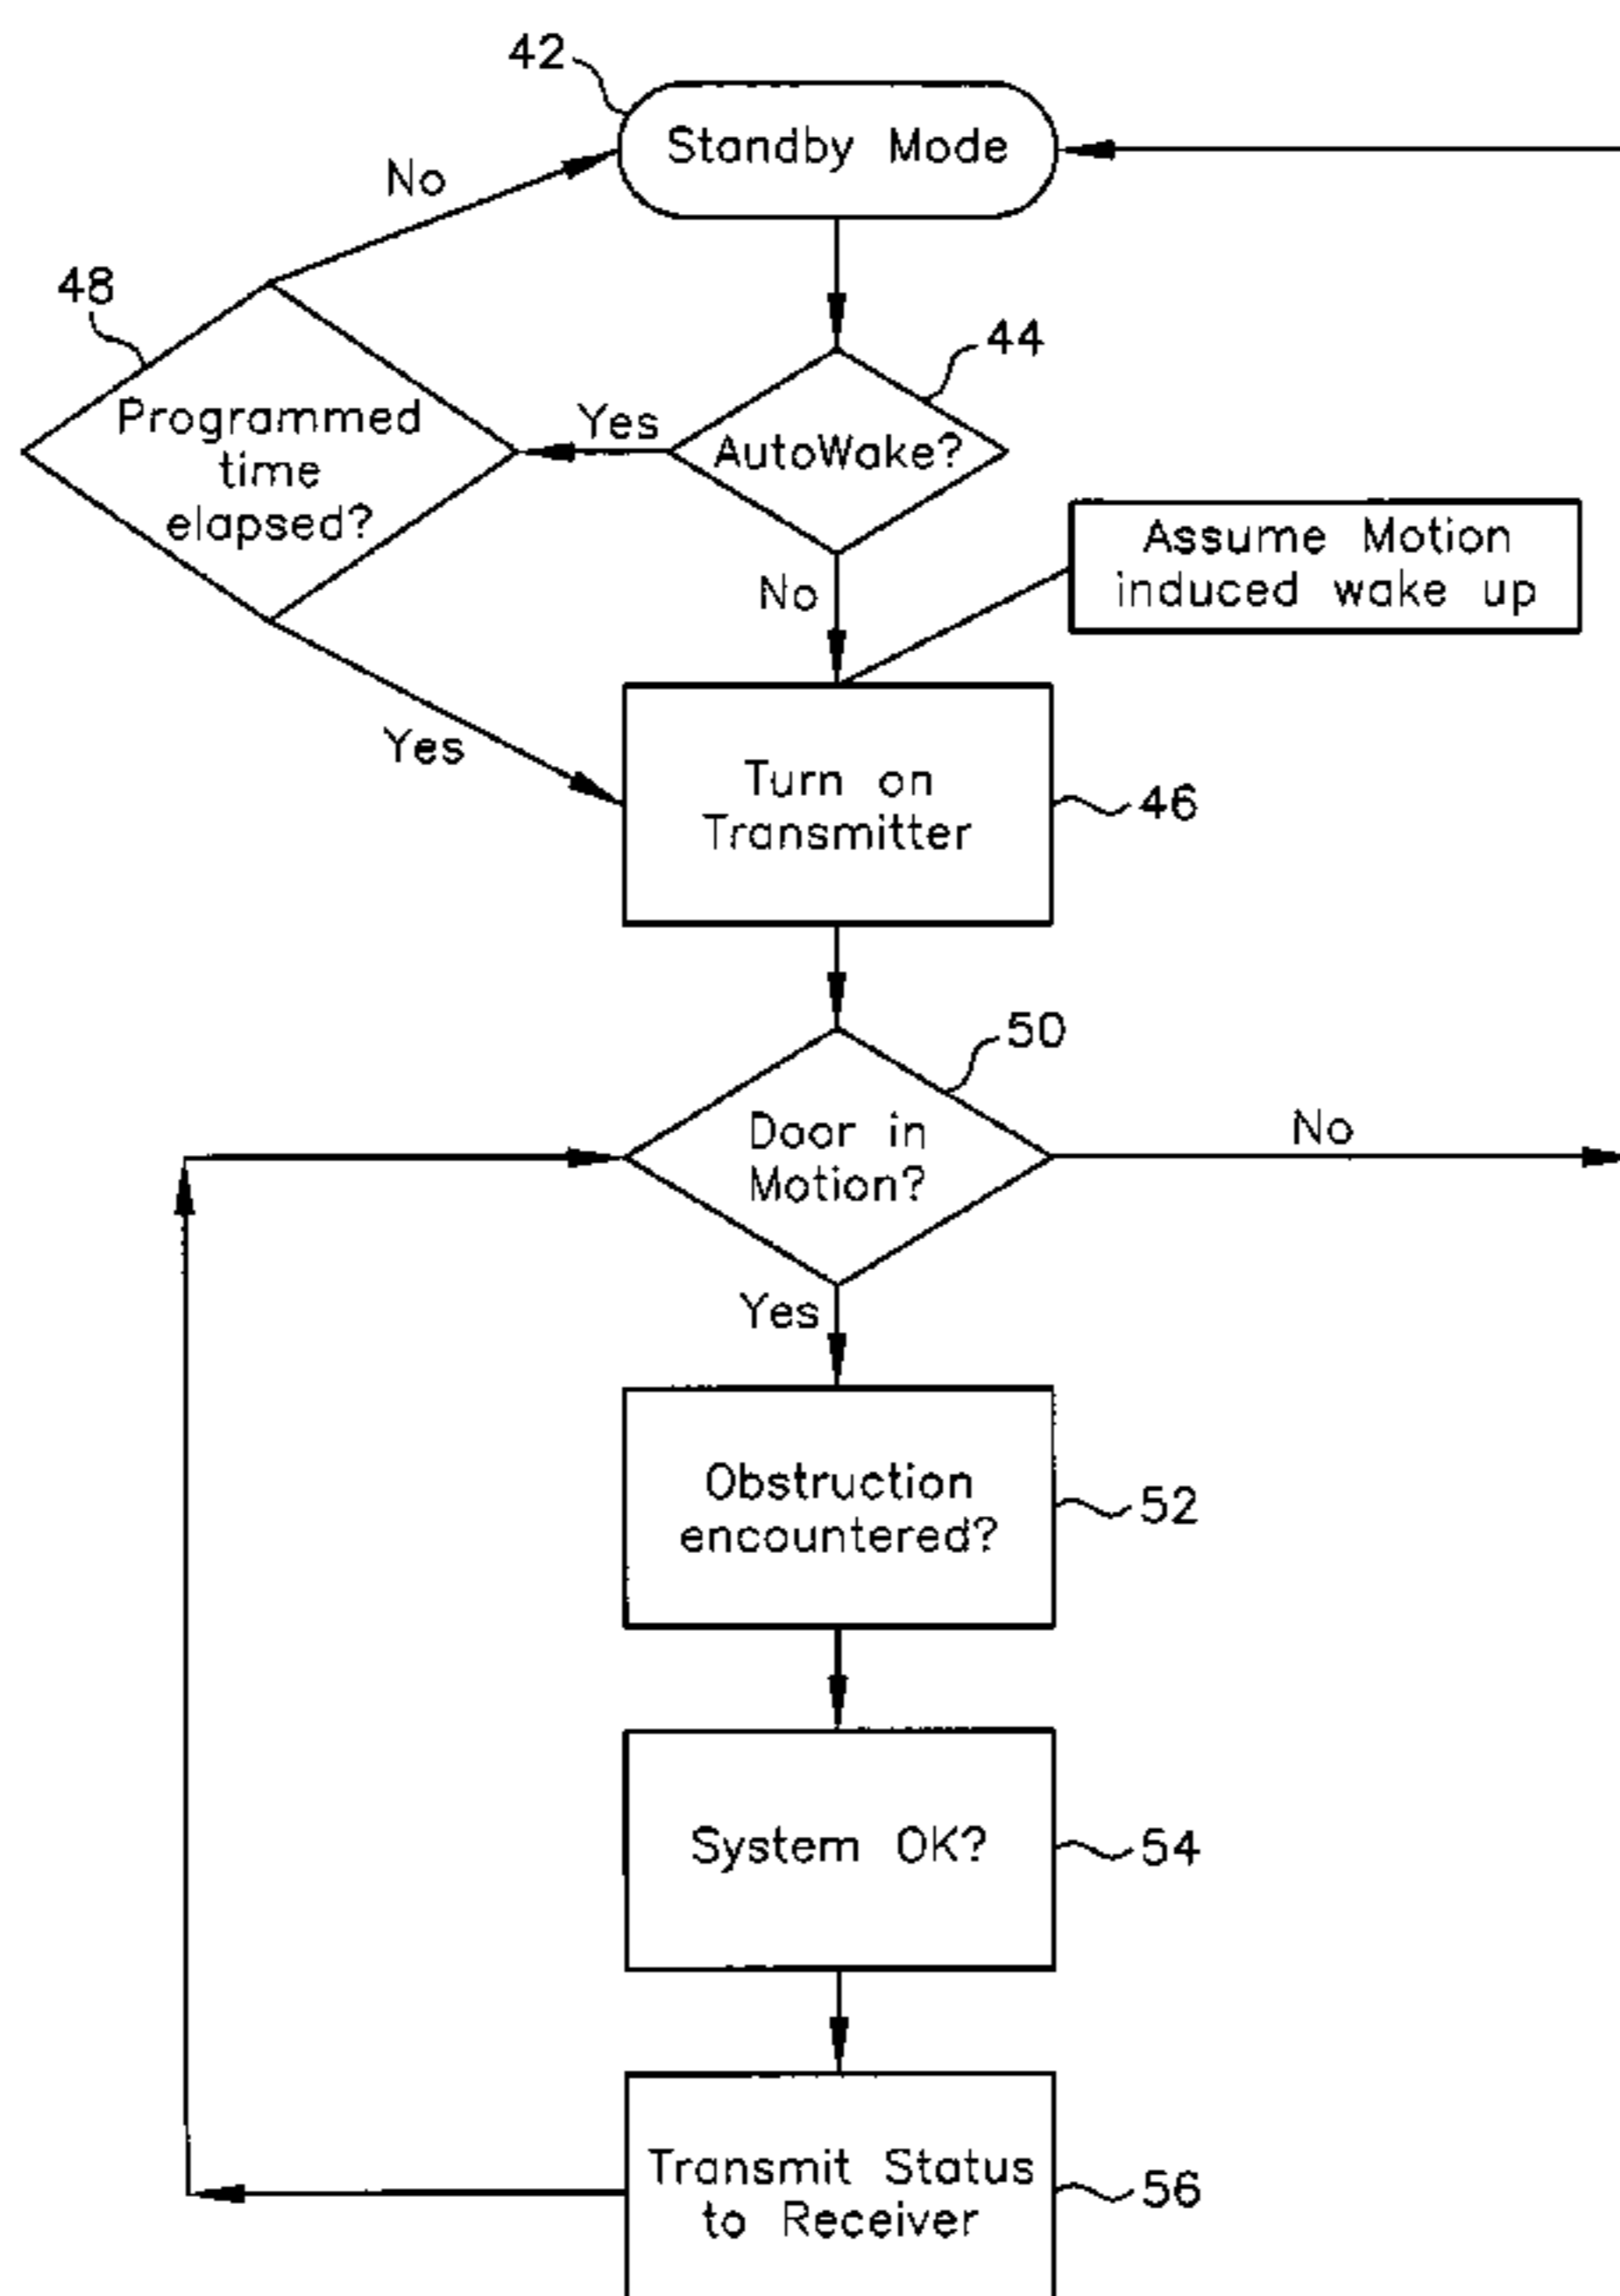 42
Standby Mode
No
48
44
Programmed
time
elapsed?
Yes
AutoWake?
Assume Motion
induced wake up
No
Yes
Turn on
Transmitter
46
50
Door in
Motion?
No
Yes
Obstruction
encountered?
52
System OK?
54
Transmit Status
to Receiver
56